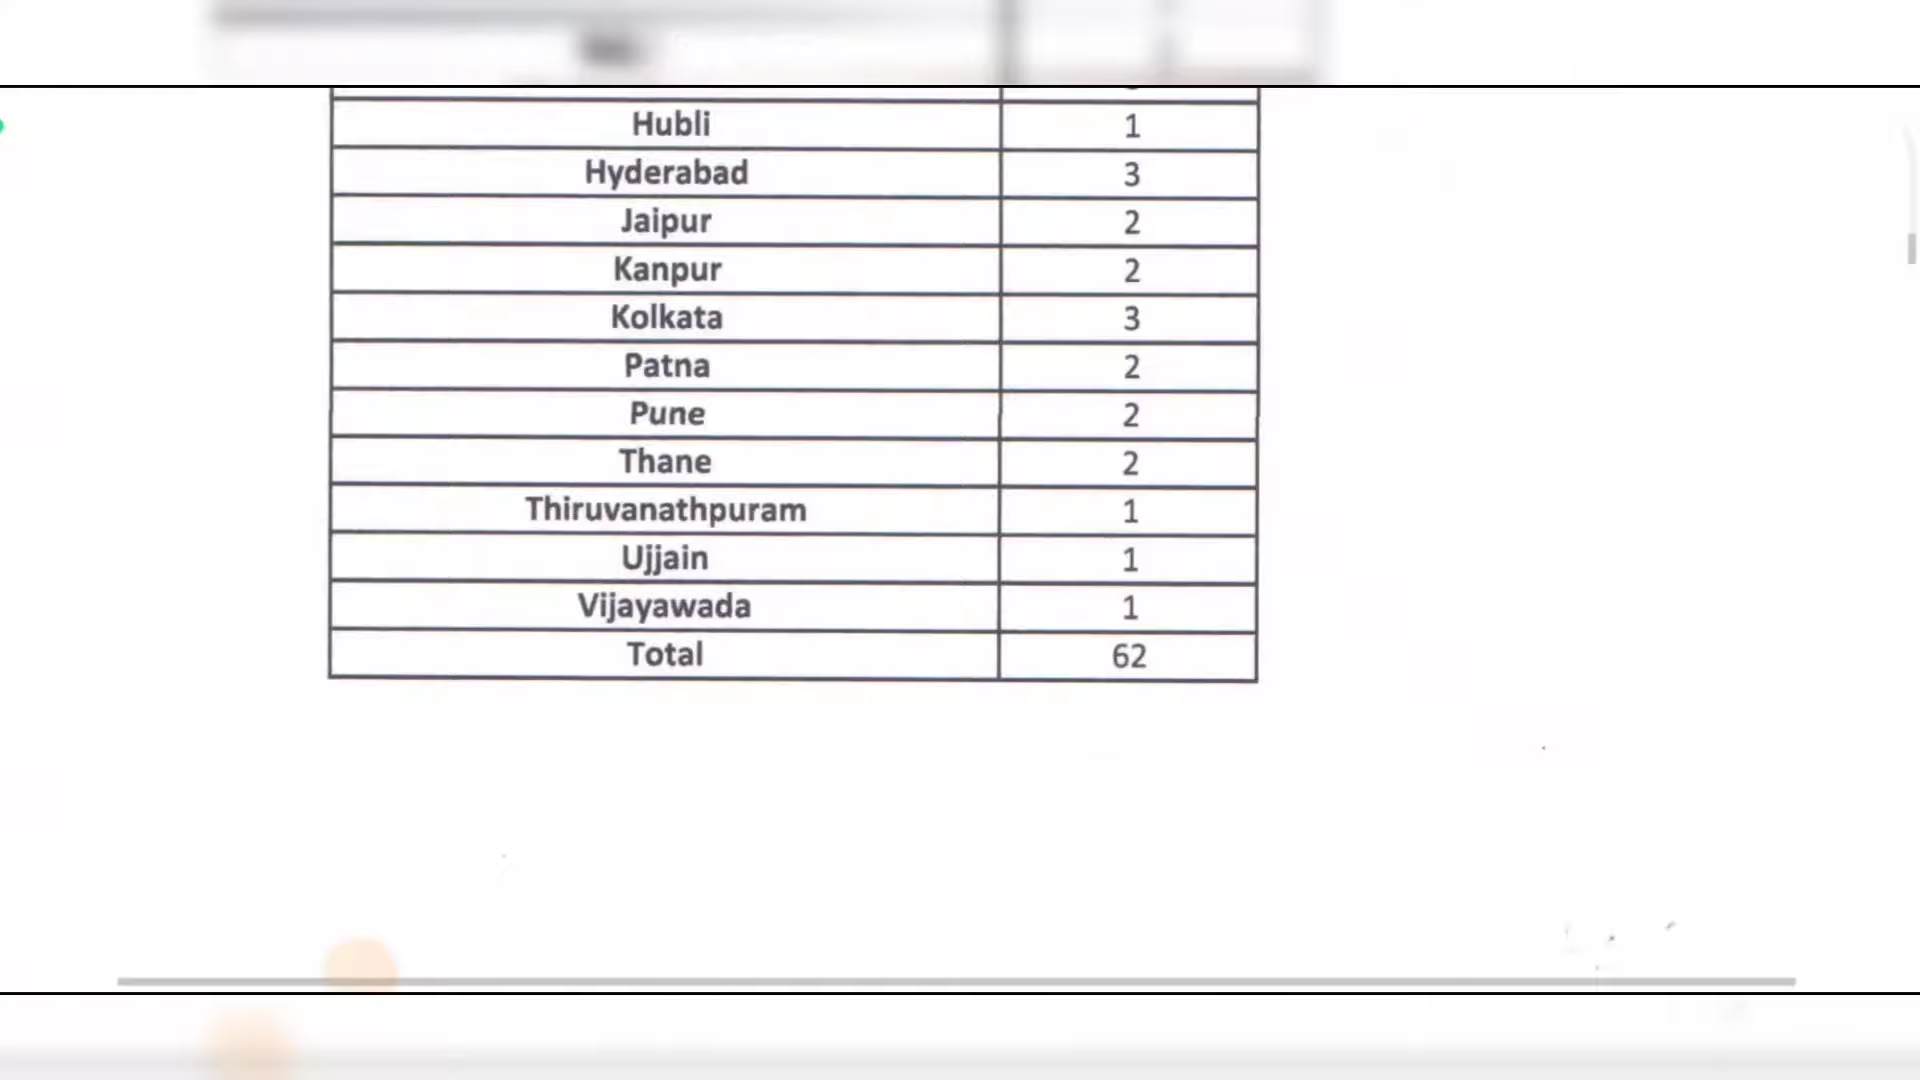 Hubli 1
Hyderabad 3
Jaipur 2
Kanpur 2
Kolkata 3
Patna 2
Pune 2
Thane 2
Thiruvanathpuram 1
Ujjain 1
Vijayawada 1
Total 62